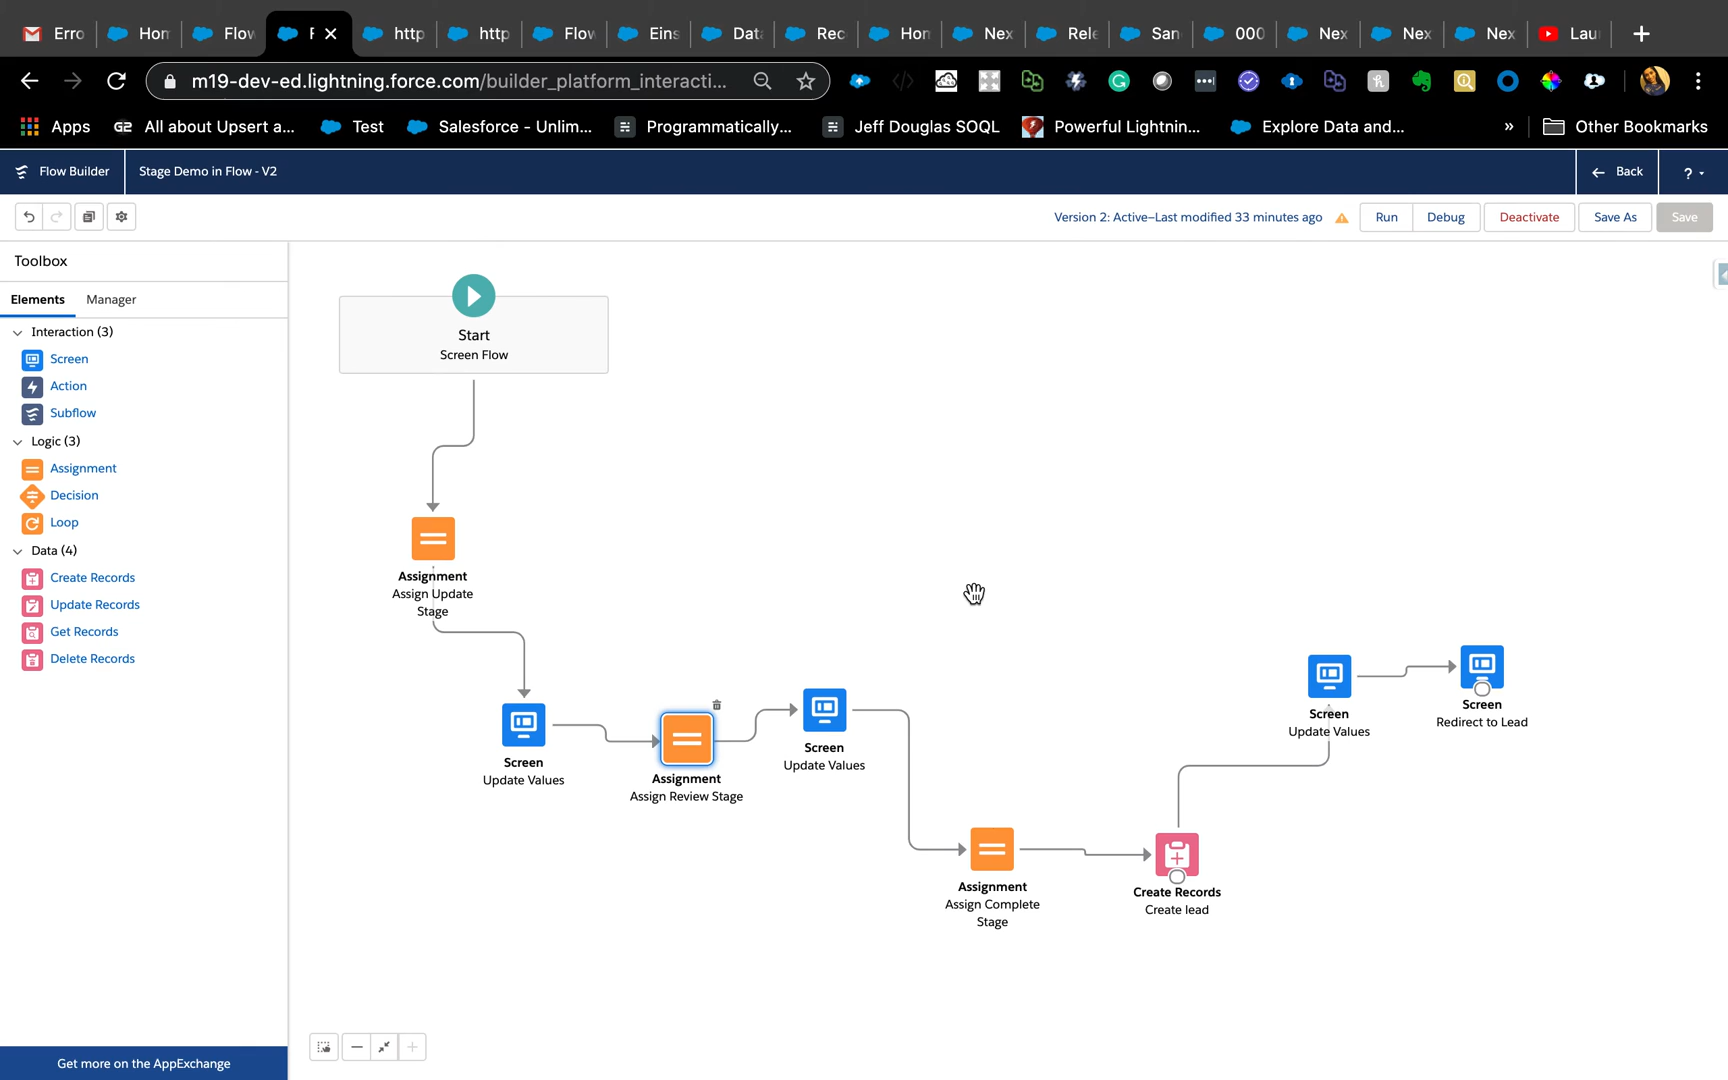 Erro
Hom
Flow
F
http
http
Flow
Eins
Data
Rec
Hom
Nex
Rele
San
000
Nex
Nex
Nex
Lau
m19-dev-ed.lightning.force.com/builder_platform_interacti...
Apps
All about Upsert a...
Test
Salesforce - Unlim...
Programmatically...
Jeff Douglas SOQL
Powerful Lightnin...
Explore Data and...
»
Other Bookmarks
Flow Builder
Stage Demo in Flow - V2
Back
?
Version 2: Active—Last modified 33 minutes ago
Run
Debug
Deactivate
Save As
Save
Toolbox
Elements
Manager
Interaction (3)
Screen
Action
Subflow
Logic (3)
Assignment
Decision
Loop
Data (4)
Create Records
Update Records
Get Records
Delete Records
Get more on the AppExchange
Start
Screen Flow
Assignment
Assign Update
Stage
Screen
Update Values
Assignment
Assign Review Stage
Screen
Update Values
Assignment
Assign Complete
Stage
Create Records
Create lead
Screen
Update Values
Screen
Redirect to Lead